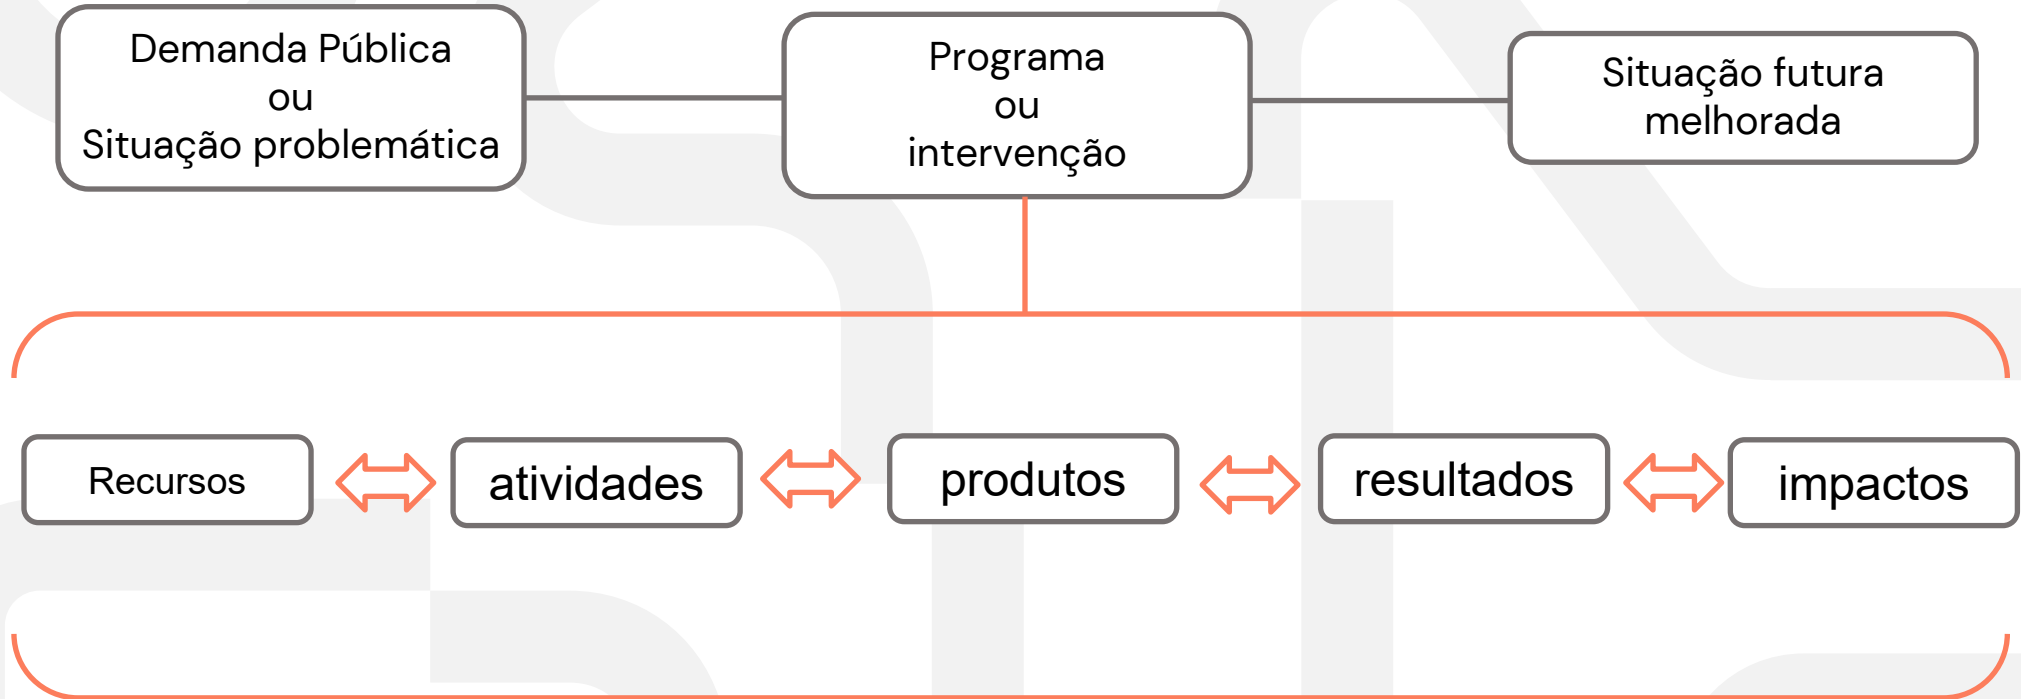 Demanda Pública
ou
Situação problemática
Programa
ou
intervenção
Situação futura
melhorada
Recursos
atividades
produtos
resultados
impactos